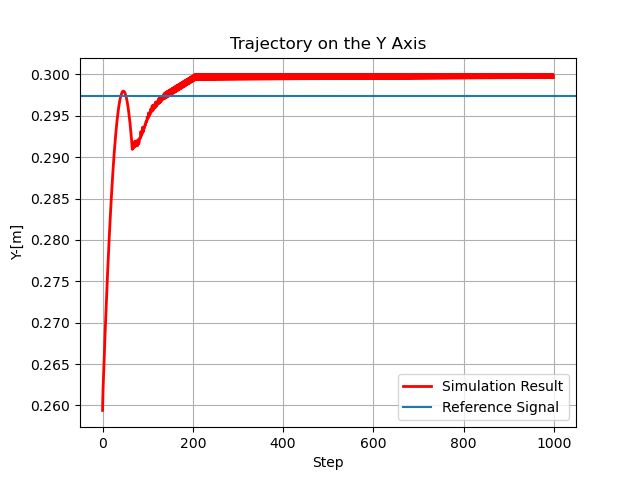 Trajectory on the Y Axis
0.300
0.295
0.290
0.285
0.280
0.275
0.270
0.265
0.260
Y-[m]
0 200 400 600 800 1000
Step
Simulation Result
Reference Signal